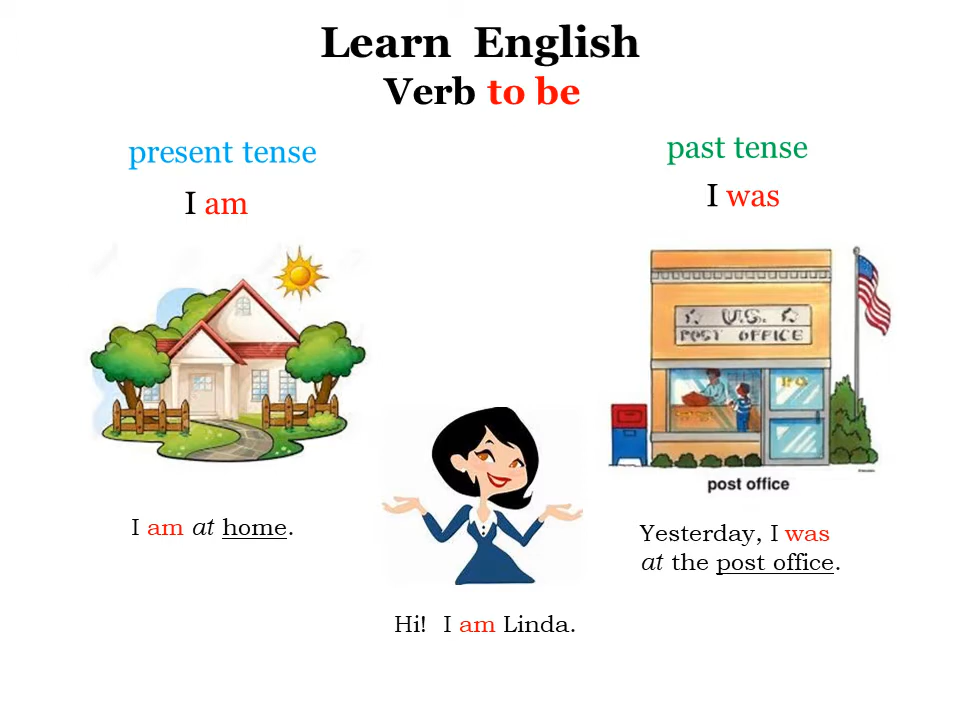 Learn English
Verb to be
present tense
I am
past tense
I was
U.S.
POST OFFICE
PO
post office
I am at home.
Yesterday, I was
at the post office.
Hi! I am Linda.